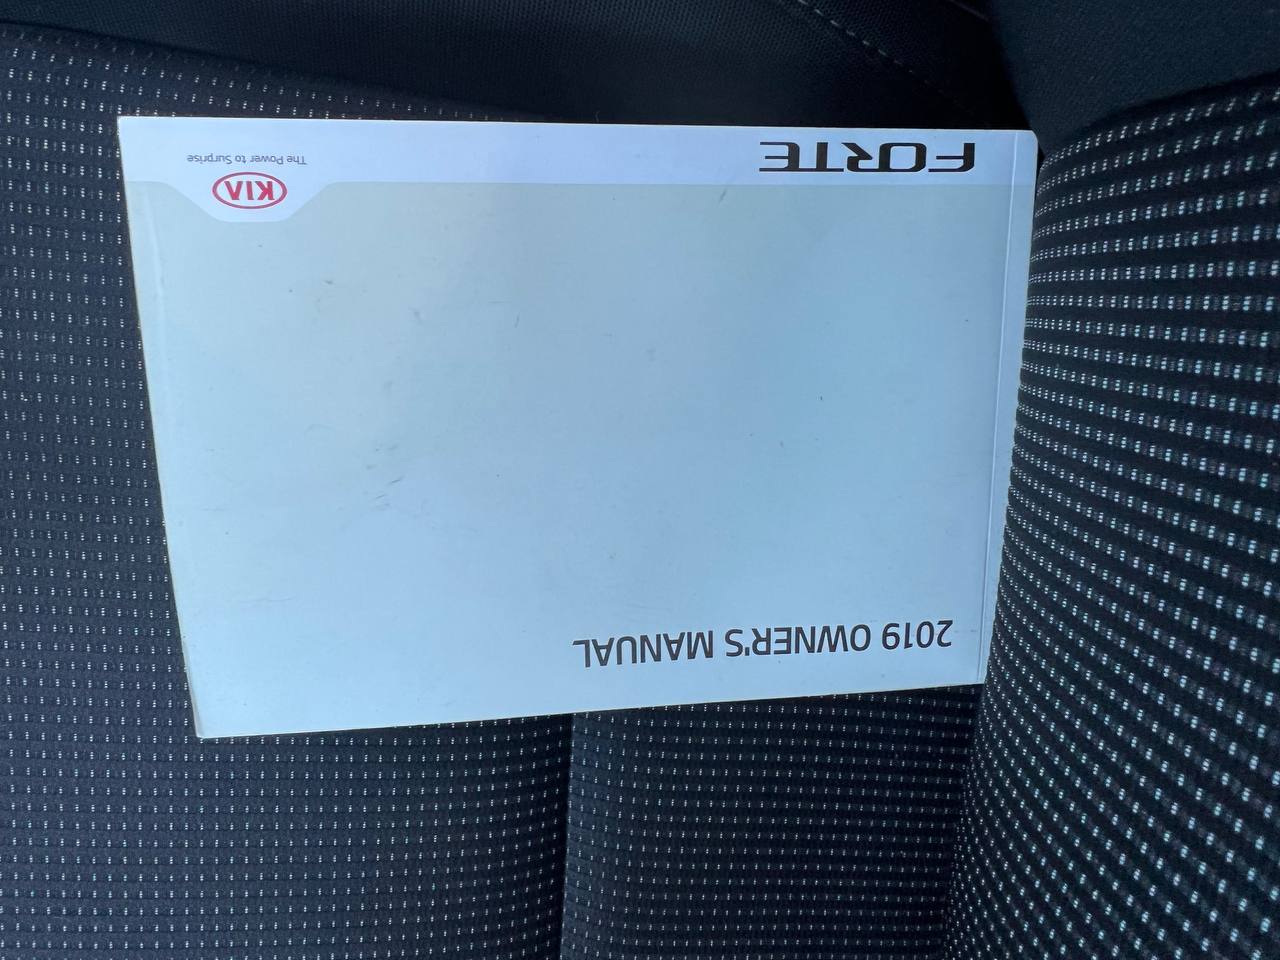 2019 OWNER'S MANUAL
KIA
The Power to Surprise
FORTE